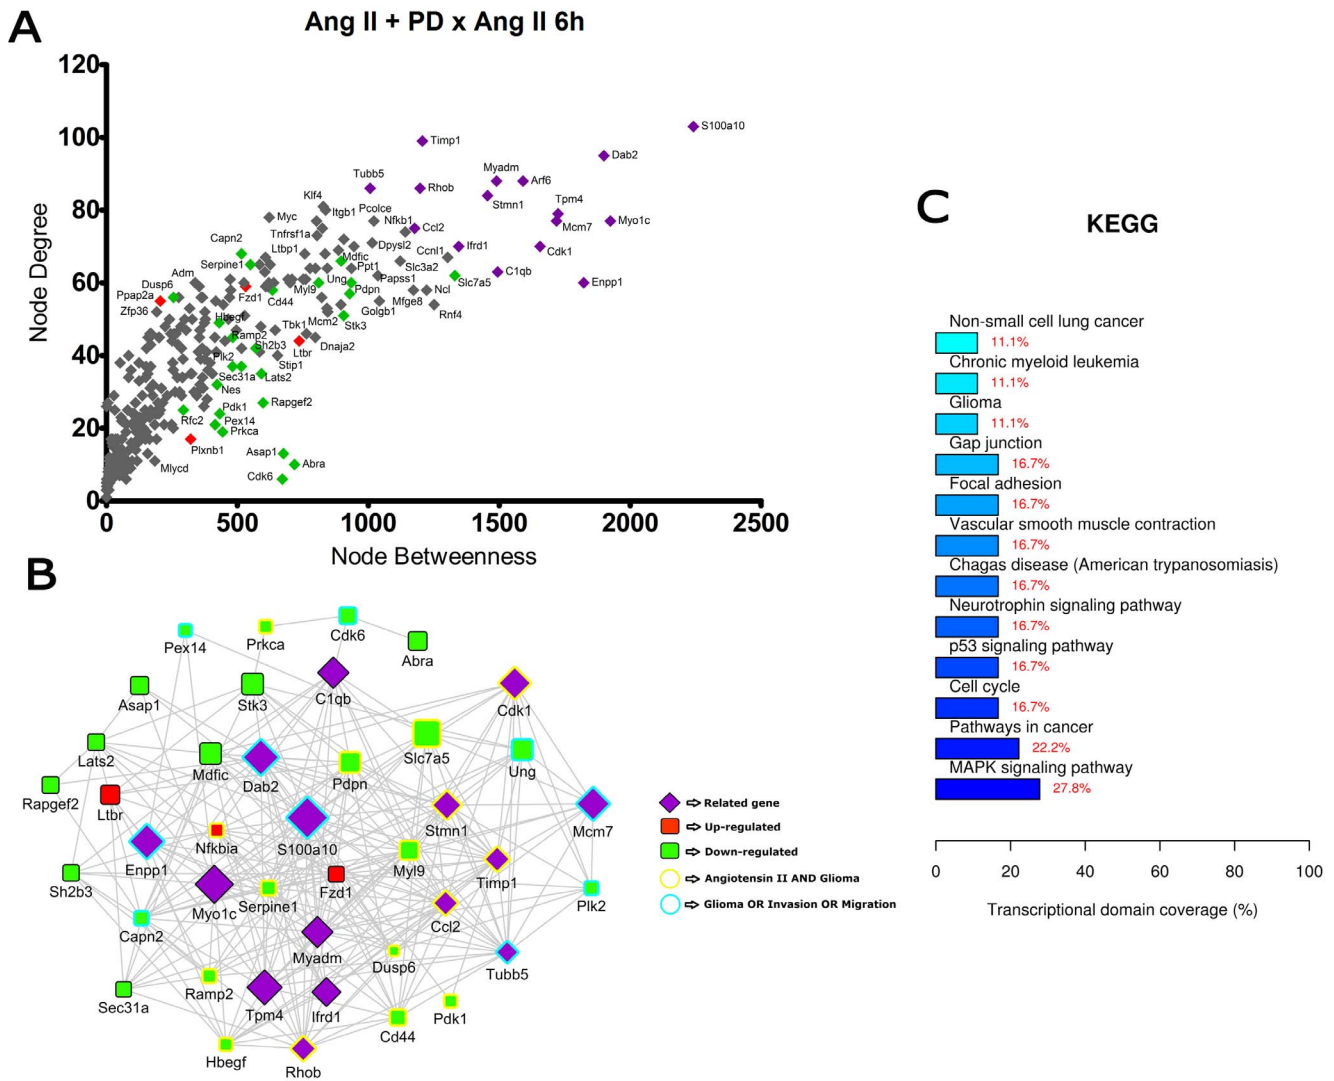 A
Ang II + PD x Ang II 6h
Node Degree
120
100
80
60
40
20
0
S100a10
Timp1
Dab2
Myadm
Arf6
Tubb5
Rhob
Stmn1
Tpm4
Klf4
Itgb1
Pcolce
Myc
Nfkb1
Ccl2
Mcm7
Myo1c
Tnfrsf1a
Capn2
Ltbp1
Dpysl2
Ccnl1
Ifrd1
Cdk1
Serpine1
Mdfic
Ppt1
Slc3a2
Adm
Ung
Papss1
Slc7a5
C1qb
Enpp1
Dusp6
Myl9
Pdpn
Ncl
Ppap2a
Fzd1
Cd44
Mfge8
Zfp36
Golgb1
Rnf4
Hbegf
Tbk1
Mcm2
Stk3
Ramp2
Sh2b3
Dnaja2
Ltbr
Plk2
Stip1
Sec31a
Lats2
Nes
Rapgef2
Pdk1
Rfc2
Pex14
Prkca
Plxnb1
Asap1
Mlycd
Abra
Cdk6
0
500
1000
1500
2000
2500
Node Betweenness
B
Pex14
Prkca
Cdk6
Abra
Asap1
Stk3
C1qb
Cdk1
Lats2
Mdfic
Dab2
Pdpn
Slc7a5
Ung
Rapgef2
Ltbr
Nfkbia
S100a10
Stmn1
Mcm7
Enpp1
Sh2b3
Myo1c
Serpine1
Fzd1
Myl9
Timp1
Plk2
Capn2
Myadm
Ccl2
Dusp6
Tubb5
Sec31a
Ramp2
Tpm4
Ifrd1
Cd44
Pdk1
Hbegf
Rhob
⇨ Related gene
⇨ Up-regulated
⇨ Down-regulated
⇨ Angiotensin II AND Glioma
⇨ Glioma OR Invasion OR Migration
C
KEGG
Non-small cell lung cancer
11.1%
Chronic myeloid leukemia
11.1%
Glioma
11.1%
Gap junction
16.7%
Focal adhesion
16.7%
Vascular smooth muscle contraction
16.7%
Chagas disease (American trypanosomiasis)
16.7%
Neurotrophin signaling pathway
16.7%
p53 signaling pathway
16.7%
Cell cycle
16.7%
Pathways in cancer
22.2%
MAPK signaling pathway
27.8%
0
20
40
60
80
100
Transcriptional domain coverage (%)